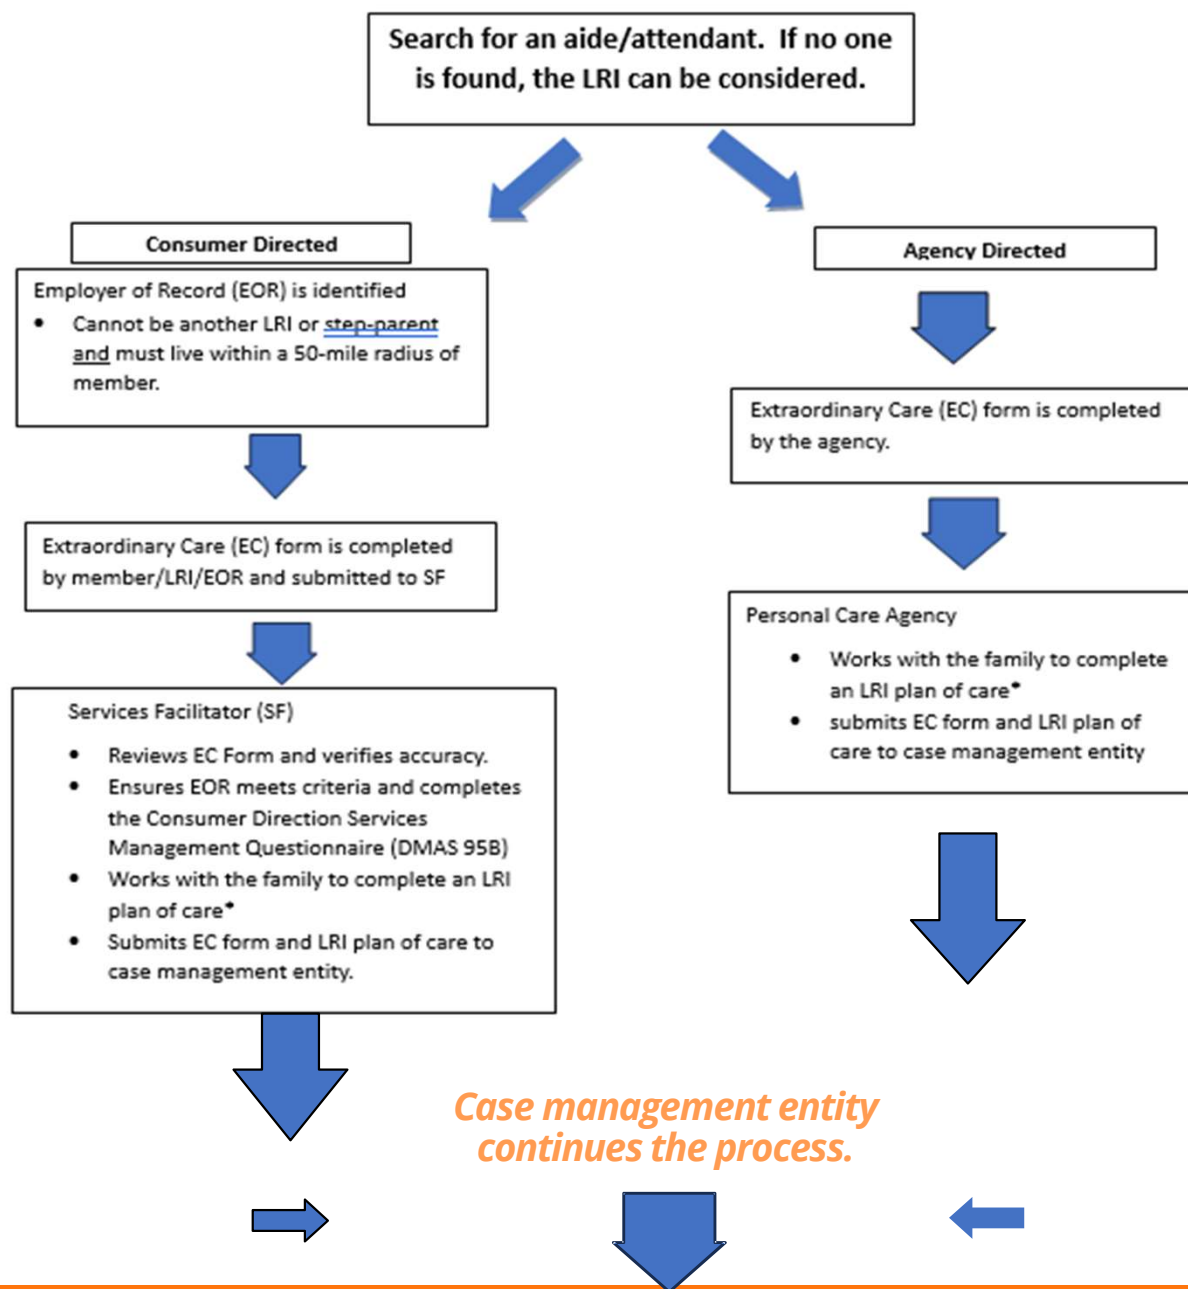 Search for an aide/attendant. If no one
is found, the LRI can be considered.
Consumer Directed
Employer of Record (EOR) is identified
• Cannot be another LRI or step-parent
and must live within a 50-mile radius of
member.
Extraordinary Care (EC) form is completed
by member/LRI/EOR and submitted to SF
Services Facilitator (SF)
• Reviews EC Form and verifies accuracy.
• Ensures EOR meets criteria and completes
the Consumer Direction Services
Management Questionnaire (DMAS 95B)
• Works with the family to complete an LRI
plan of care*
• Submits EC form and LRI plan of care to
case management entity.
Agency Directed
Extraordinary Care (EC) form is completed
by the agency.
Personal Care Agency
• Works with the family to complete
an LRI plan of care*
• submits EC form and LRI plan of
care to case management entity
Case management entity
continues the process.